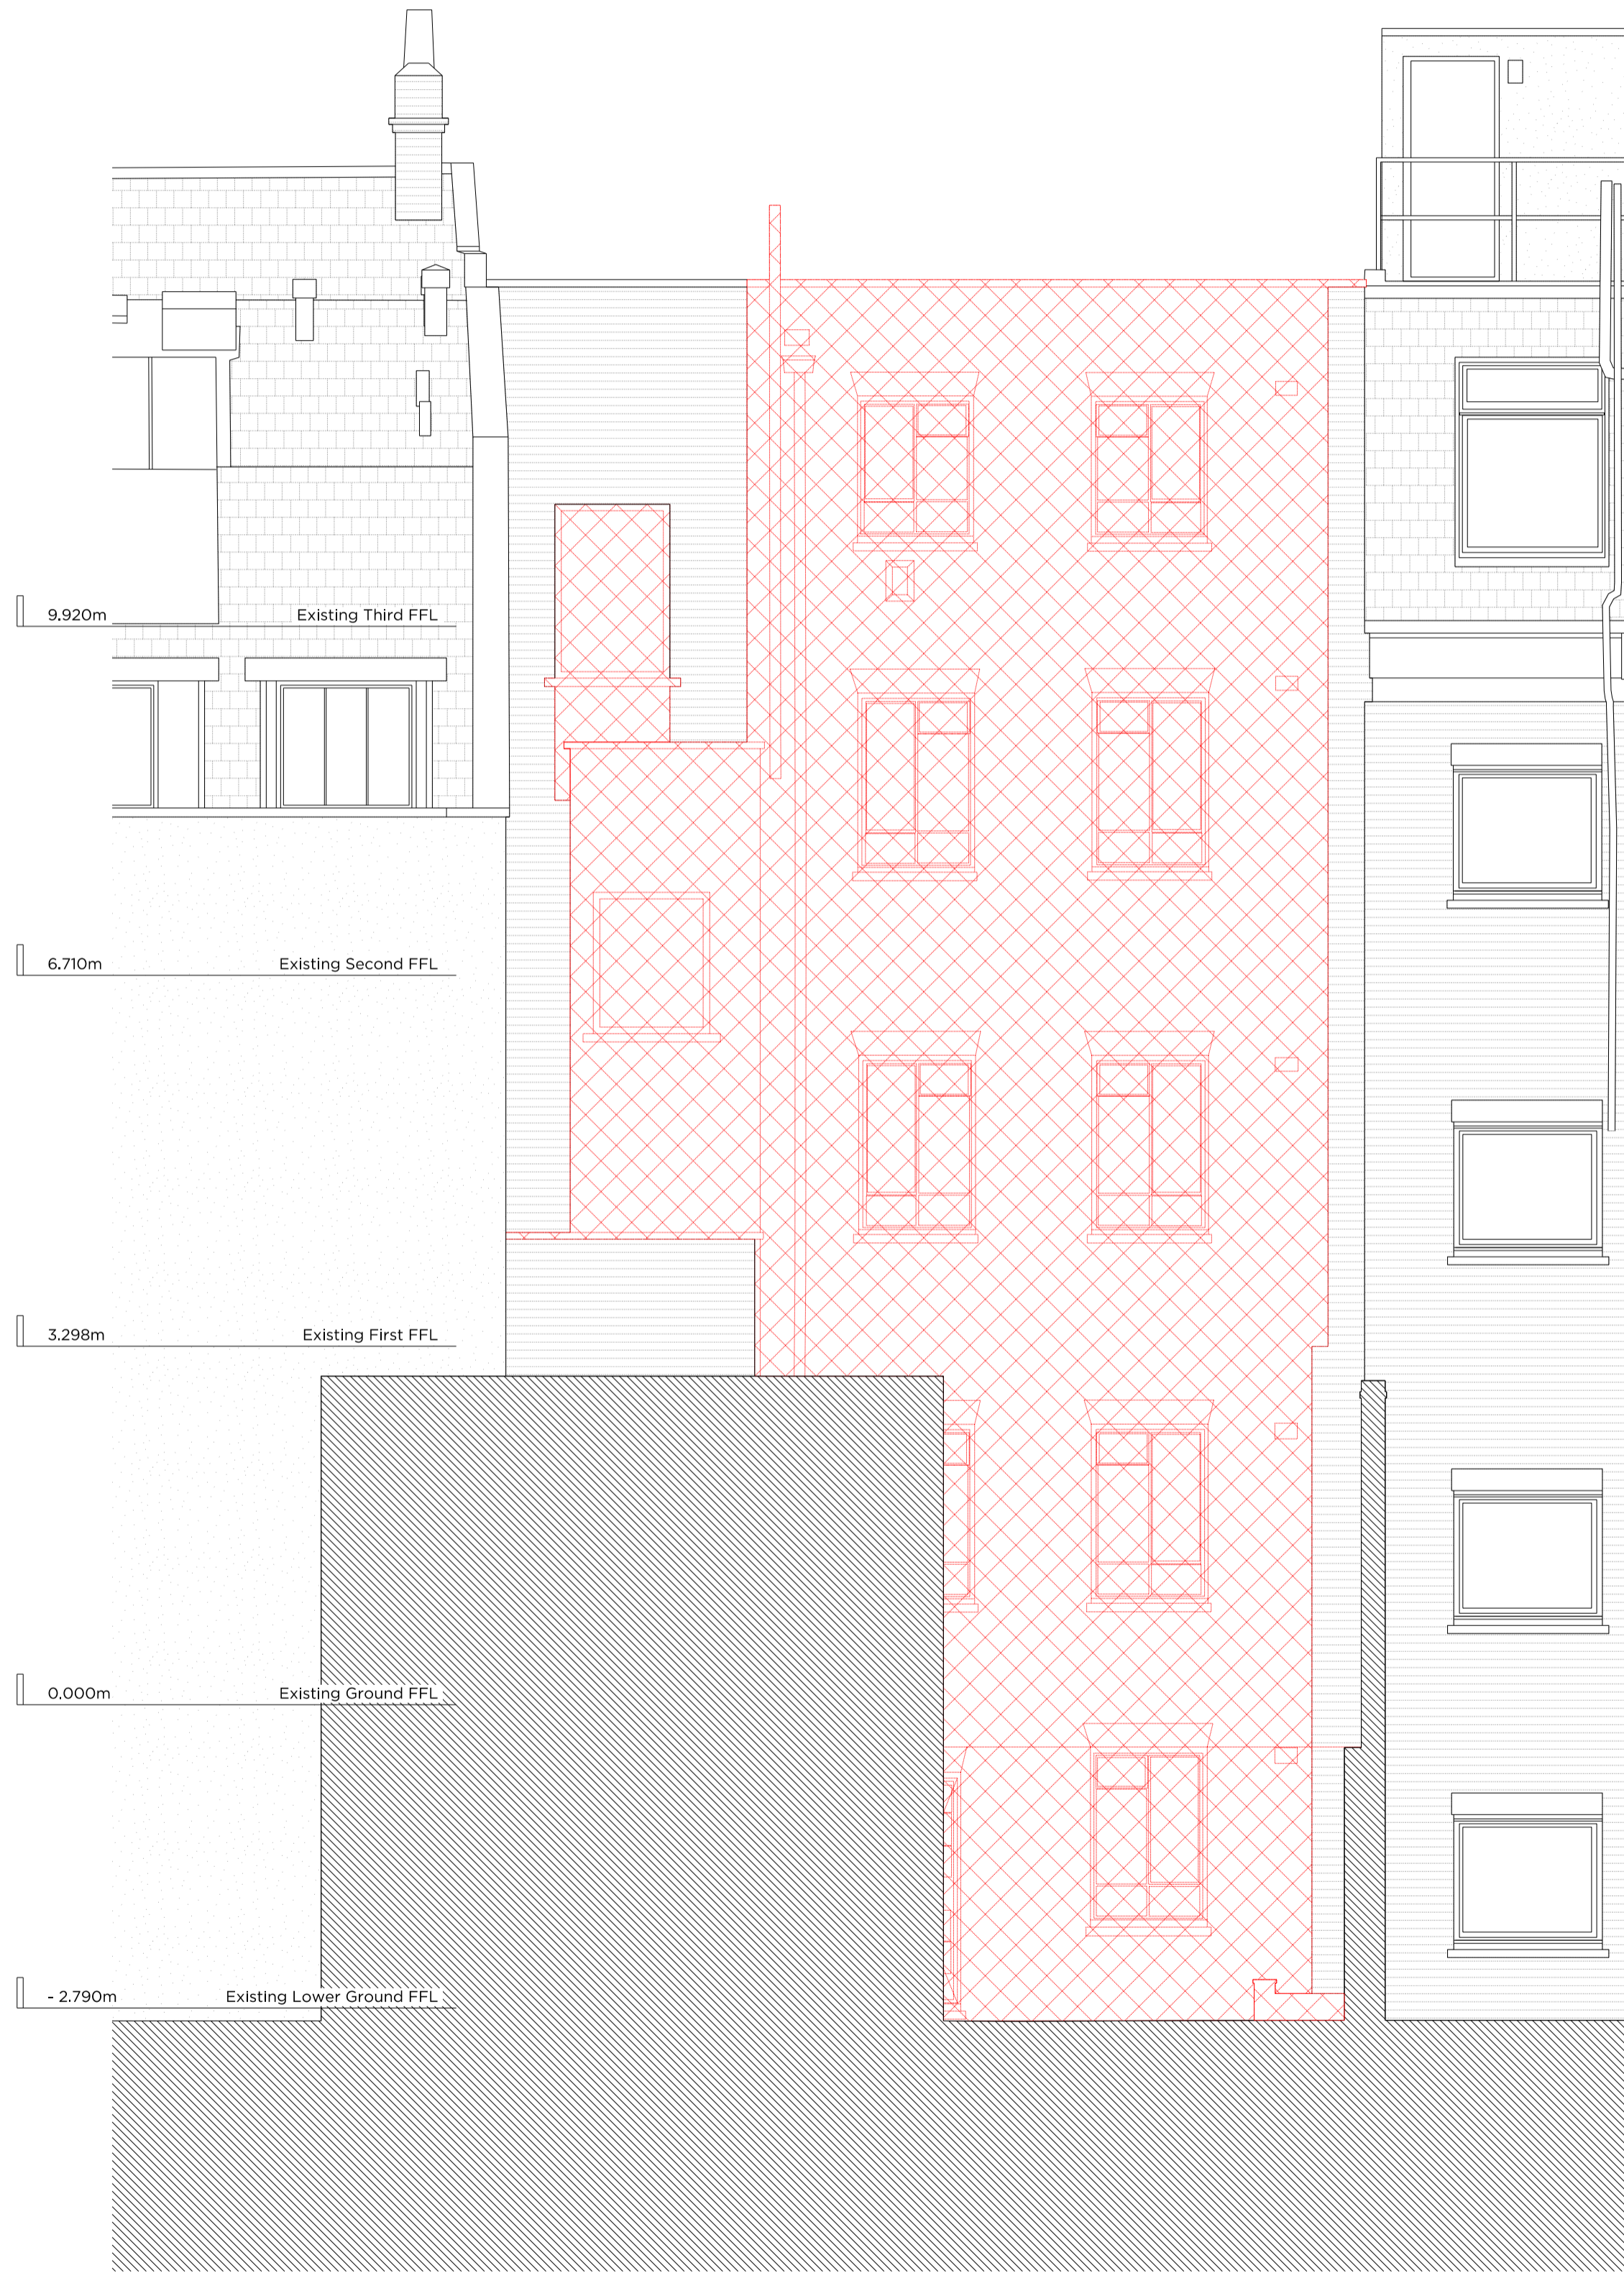 9.920m Existing Third FFL
6.710m Existing Second FFL
3.298m Existing First FFL
0.000m Existing Ground FFL
- 2.790m Existing Lower Ground FFL